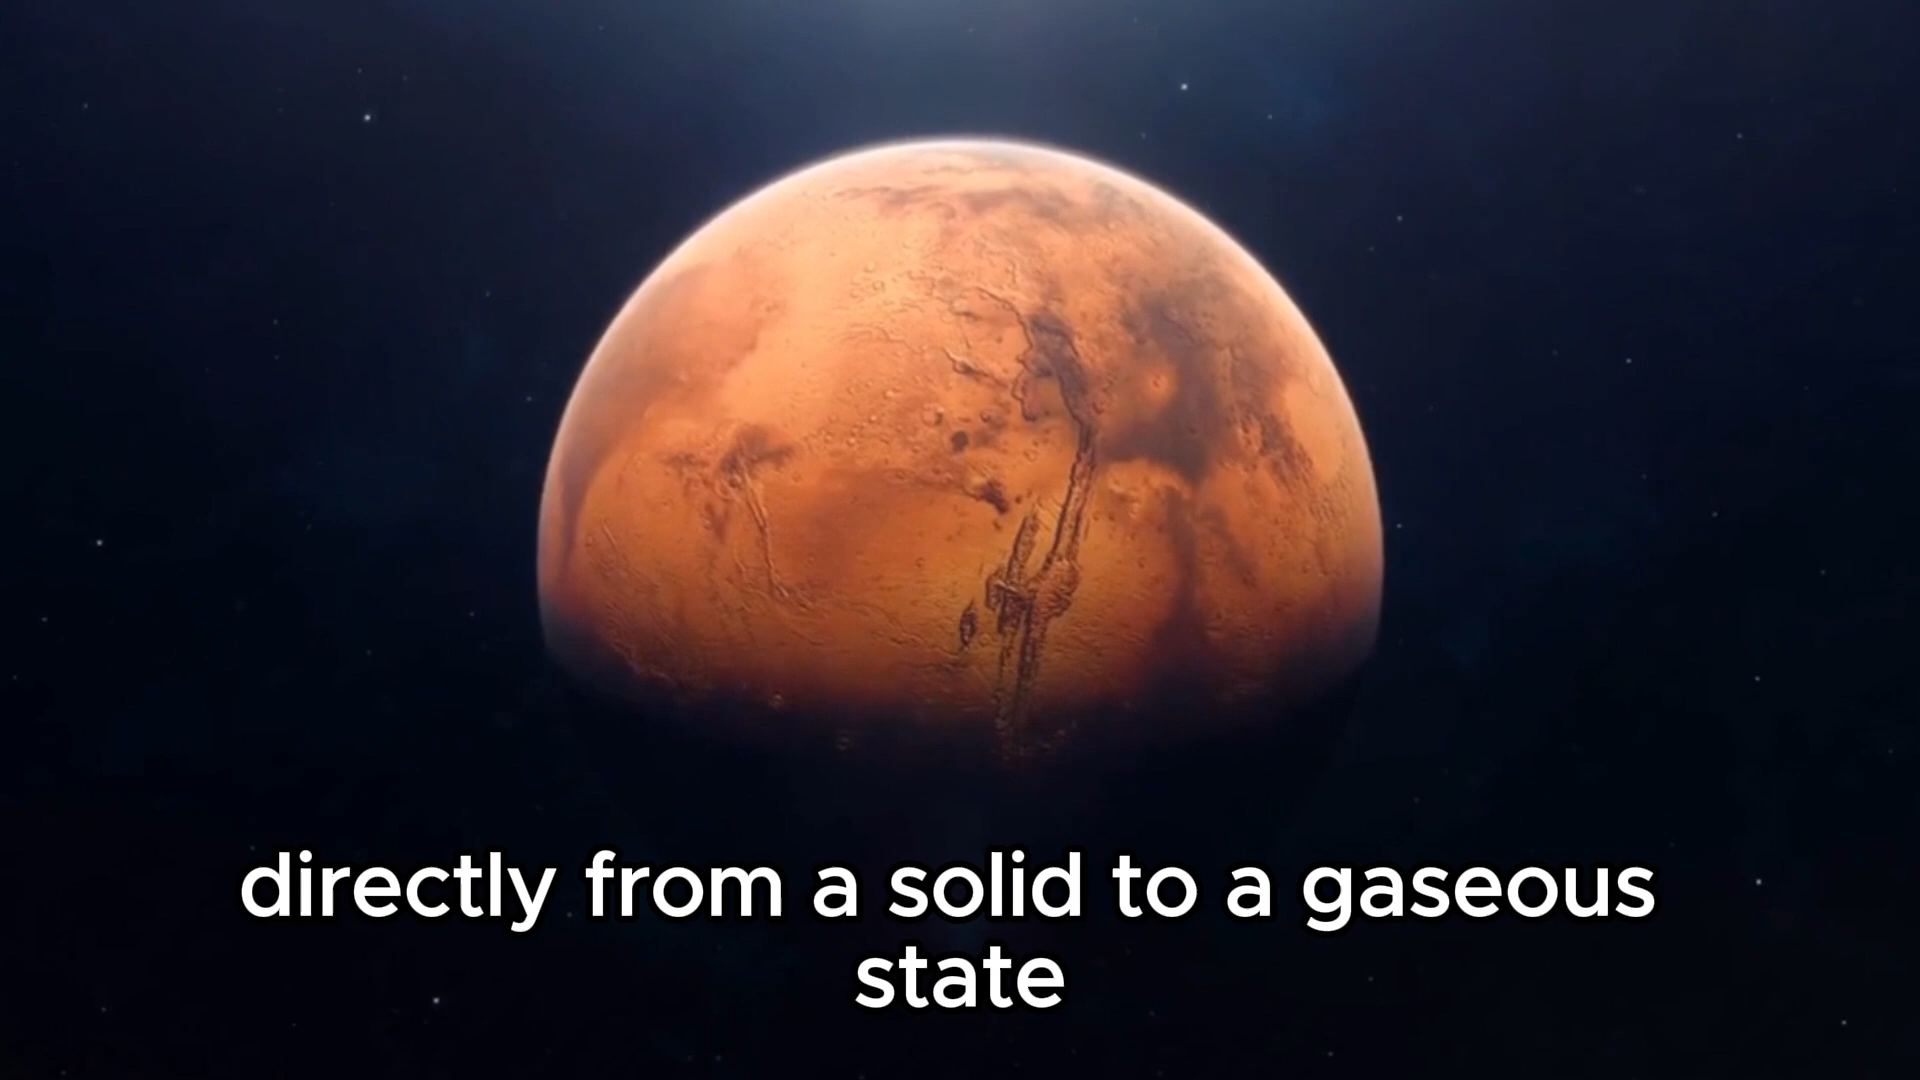 directly from a solid to a gaseous
state